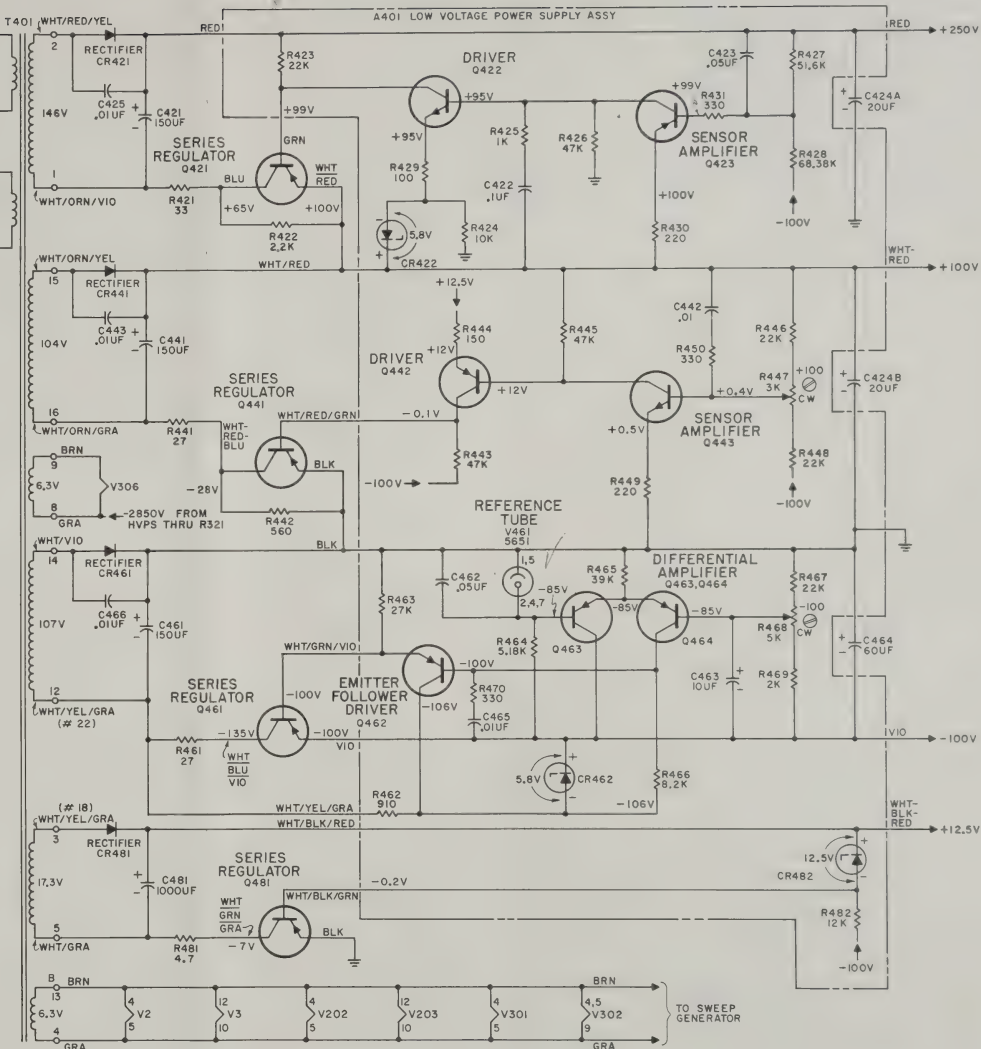 A401 LOW VOLTAGE POWER SUPPLY ASSY
T401
WHT/RED/YEL
2
RECTIFIER
CR421
RED
RED
+250V
C425
.01UF
+
C421
150UF
-
146V
1
WHT/ORN/VIO
R423
22K
+99V
GRN
SERIES
REGULATOR
Q421
BLU
WHT
RED
R421
33
+65V
+100V
R422
2.2K
DRIVER
Q422
+95V
+95V
R429
100
-
5.8V
+
CR422
R424
10K
R425
1K
C422
.1UF
R426
47K
C423
.05UF
R427
51.6K
+99V
R431
330
SENSOR
AMPLIFIER
Q423
R428
68.38K
-100V
+100V
R430
220
+
C424A
20UF
-
WHT/ORN/YEL
15
RECTIFIER
CR441
WHT/RED
WHT-
RED
+100V
C443
.01UF
+
C441
150UF
-
104V
16
WHT/ORN/GRA
R441
27
WHT-
RED-
BLU
SERIES
REGULATOR
Q441
WHT/RED/GRN
-0.1V
BLK
-28V
R442
560
+12.5V
R444
150
+12V
DRIVER
Q442
+12V
R443
47K
-100V
R445
47K
C442
.01
R450
330
+0.4V
+0.5V
SENSOR
AMPLIFIER
Q443
R449
220
R446
22K
R447
3K
+100
CW
R448
22K
-100V
+
C424B
20UF
-
BRN
9
6.3V
V306
8
GRA
-2850V FROM
HVPS THRU R321
WHT/VIO
14
RECTIFIER
CR461
BLK
C466
.01UF
+
C461
150UF
-
107V
12
WHT/YEL/GRA
(#22)
REFERENCE
TUBE
V461
5651
1,5
2,4,7
-85V
C462
.05UF
R463
27K
R465
39K
DIFFERENTIAL
AMPLIFIER
Q463,Q464
-85V
-85V
Q463
Q464
R464
5.18K
R467
22K
-100
R468
5K
CW
R469
2K
C463
10UF
+
-
+
C464
60UF
-
WHT/GRN/VIO
SERIES
REGULATOR
Q461
-100V
EMITTER
FOLLOWER
DRIVER
Q462
-100V
-106V
R470
330
C465
.01UF
R461
27
-135V
WHT
BLU
VIO
-100V
VIO
VIO
-100V
5.8V
+
-
CR462
R466
8.2K
-106V
R462
910
WHT/YEL/GRA
(#18)
WHT/YEL/GRA
3
RECTIFIER
CR481
WHT/BLK/RED
WHT-
BLK-
RED
+12.5V
+
C481
1000UF
-
17.3V
5
WHT/GRA
R481
4.7
WHT
GRN
GRA
-7V
SERIES
REGULATOR
Q481
WHT/BLK/GRN
-0.2V
BLK
12.5V
+
-
CR482
R482
12K
-100V
B
13
BRN
BRN
6.3V
4
GRA
GRA
4
V2
5
12
V3
10
4
V202
5
12
V203
10
4
V301
5
4,5
V302
9
TO SWEEP
GENERATOR